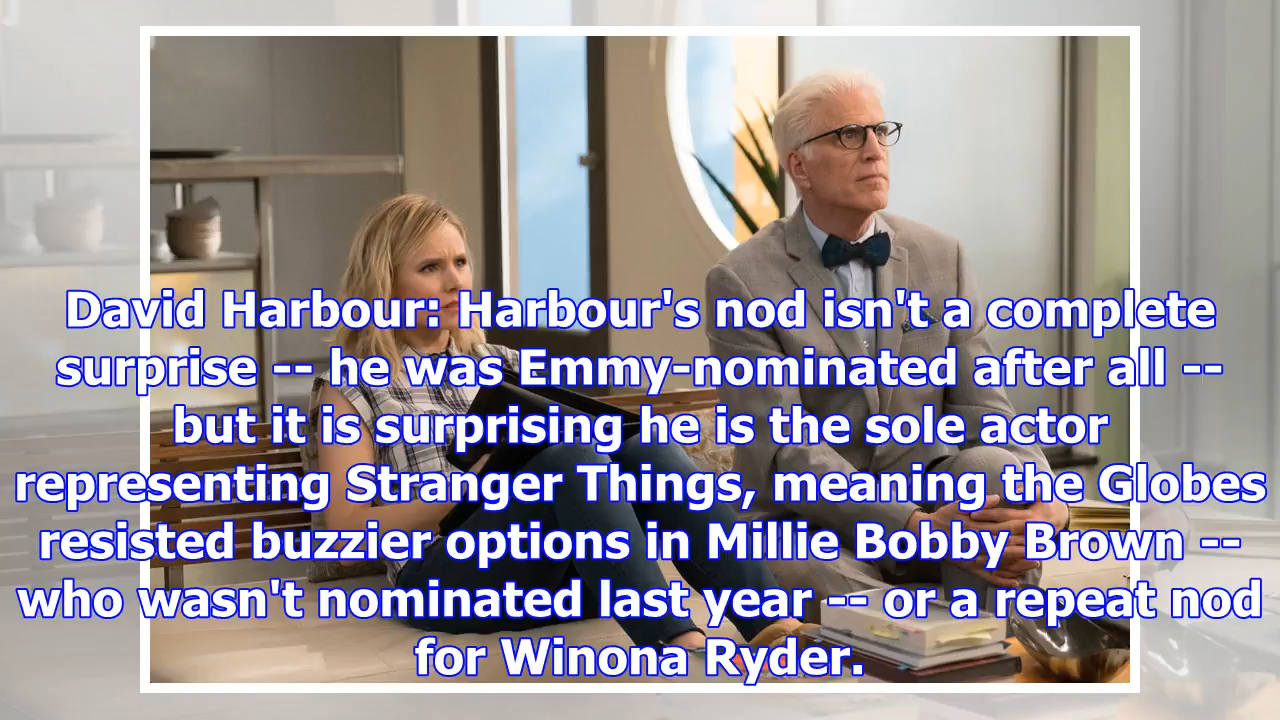 David Harbour: Harbour's nod isn't a complete
surprise -- he was Emmy-nominated after all --
but it is surprising he is the sole actor
representing Stranger Things, meaning the Globes
resisted buzzier options in Millie Bobby Brown --
who wasn't nominated last year -- or a repeat nod
for Winona Ryder.